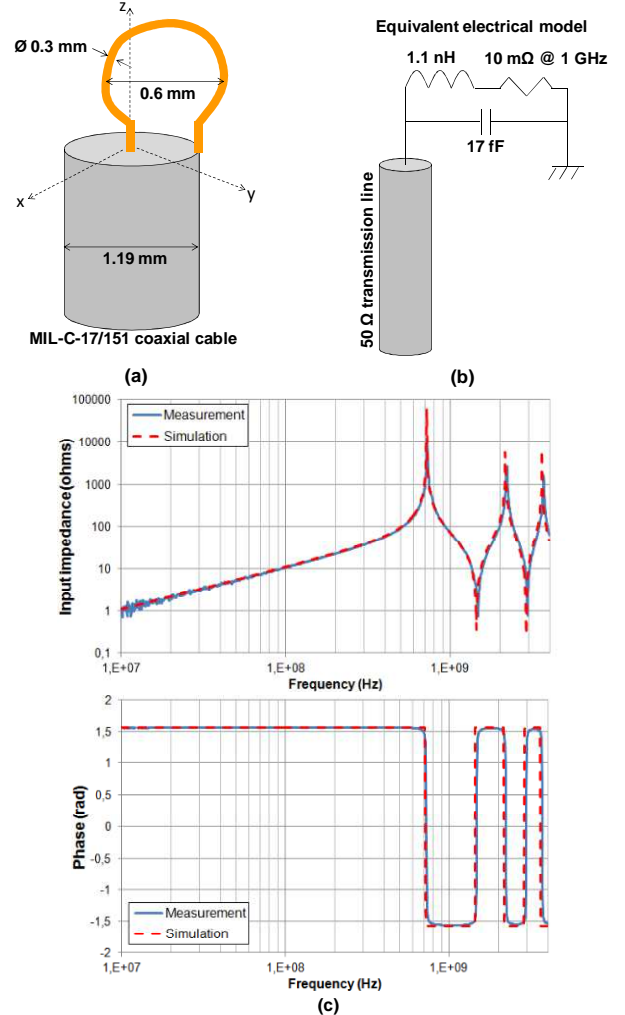 z
Ø 0.3 mm
0.6 mm
x
y
1.19 mm
MIL-C-17/151 coaxial cable
(a)
Equivalent electrical model
1.1 nH
10 mΩ @ 1 GHz
17 fF
50 Ω transmission line
(b)
100000
10000
1000
100
10
1
0,1
Input Impedance (ohms)
Measurement
Simulation
1,E+07
1,E+08
1,E+09
Frequency (Hz)
2
1,5
1
0,5
0
-0,5
-1
-1,5
-2
Phase (rad)
Measurement
Simulation
1,E+07
1,E+08
1,E+09
Frequency (Hz)
(c)